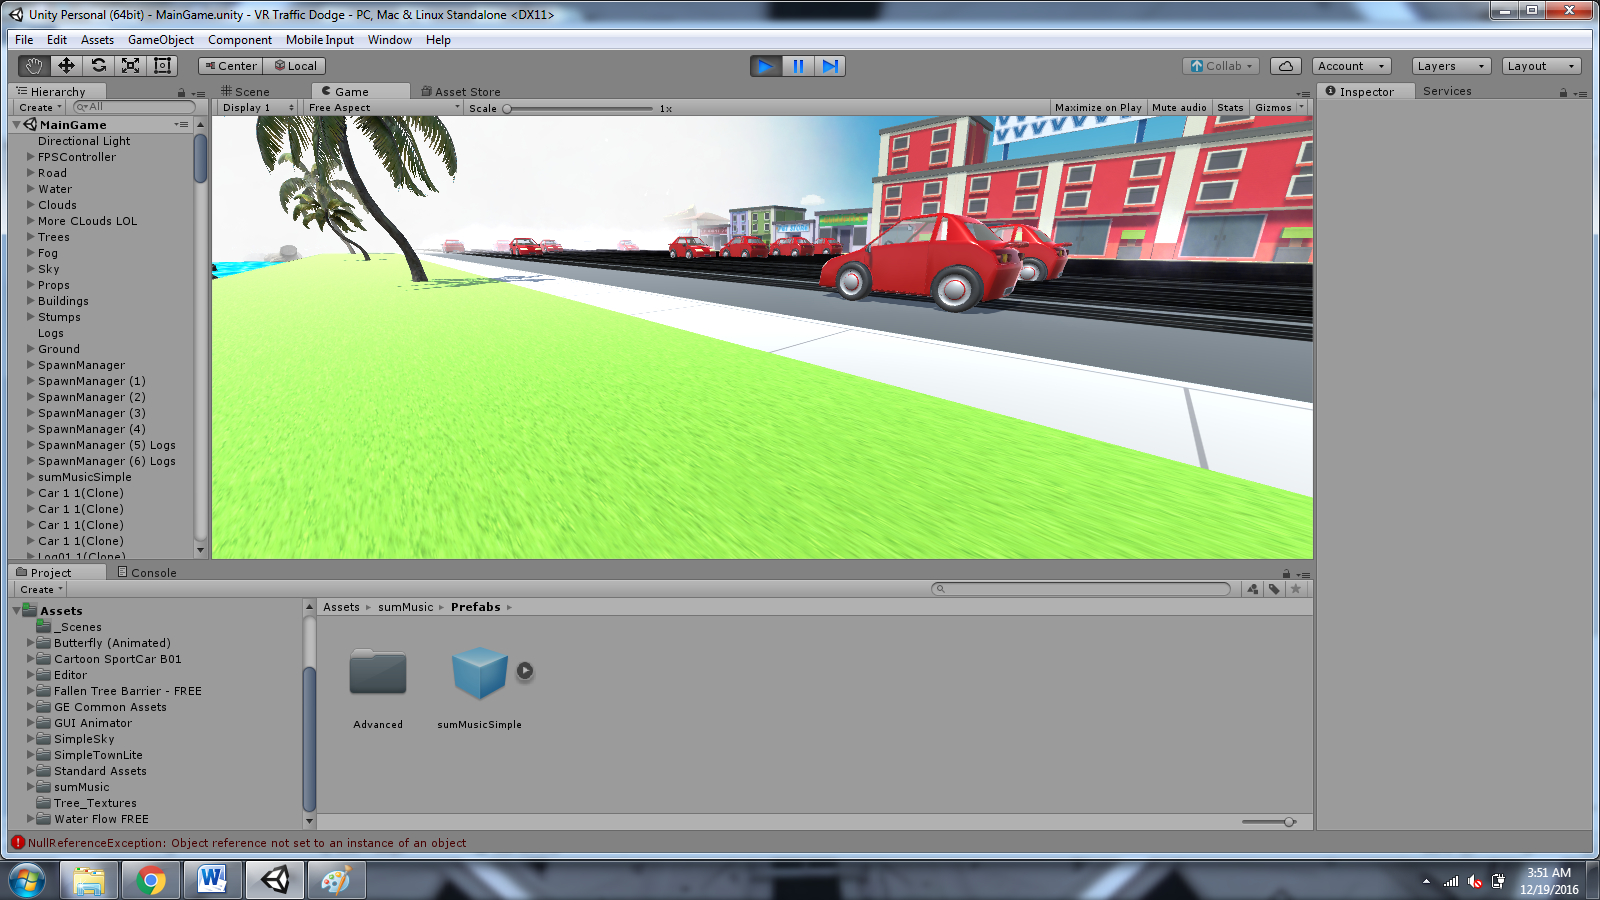 Unity Personal (64bit) - MainGame.unity - VR Traffic Dodge - PC, Mac & Linux Standalone <DX11>
File Edit Assets GameObject Component Mobile Input Window Help
Center Local Collab Account Layers Layout
Hierarchy
Create All
MainGame
Directional Light
FPSController
Road
Water
Clouds
More CLouds LOL
Trees
Fog
Sky
Props
Buildings
Stumps
Logs
Ground
SpawnManager
SpawnManager (1)
SpawnManager (2)
SpawnManager (3)
SpawnManager (4)
SpawnManager (5) Logs
SpawnManager (6) Logs
sumMusicSimple
Car 1 1(Clone)
Car 1 1(Clone)
Car 1 1(Clone)
Car 1 1(Clone)
Log01 1(Clone)
Scene Game Asset Store
Display 1 Free Aspect Scale 1x Maximize on Play Mute audio Stats Gizmos
Inspector Services
Project Console
Create
Assets
_Scenes
Butterfly (Animated)
Cartoon SportCar B01
Editor
Fallen Tree Barrier - FREE
GE Common Assets
GUI Animator
SimpleSky
SimpleTownLite
Standard Assets
sumMusic
Tree_Textures
Water Flow FREE
Assets sumMusic Prefabs
Advanced sumMusicSimple
NullReferenceException: Object reference not set to an instance of an object
3:51 AM
12/19/2016